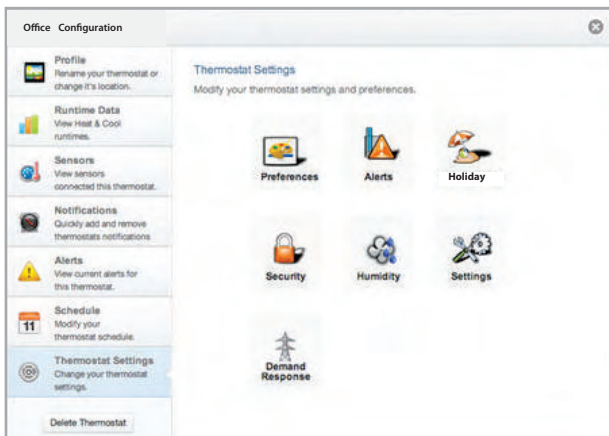 Office Configuration
Profile
Rename your thermostat or
change it's location.
Runtime Data
View Heat & Cool
runtimes.
Sensors
View sensors
connected this thermostat.
Notifications
Quickly add and remove
thermostats notifications
Alerts
View current alerts for
this thermostat.
11
Schedule
Modify your
thermostat schedule.
Thermostat Settings
Change your thermostat
settings.
Delete Thermostat
Thermostat Settings
Modify your thermostat settings and preferences.
Preferences
Alerts
Holiday
Security
Humidity
Settings
Demand
Response